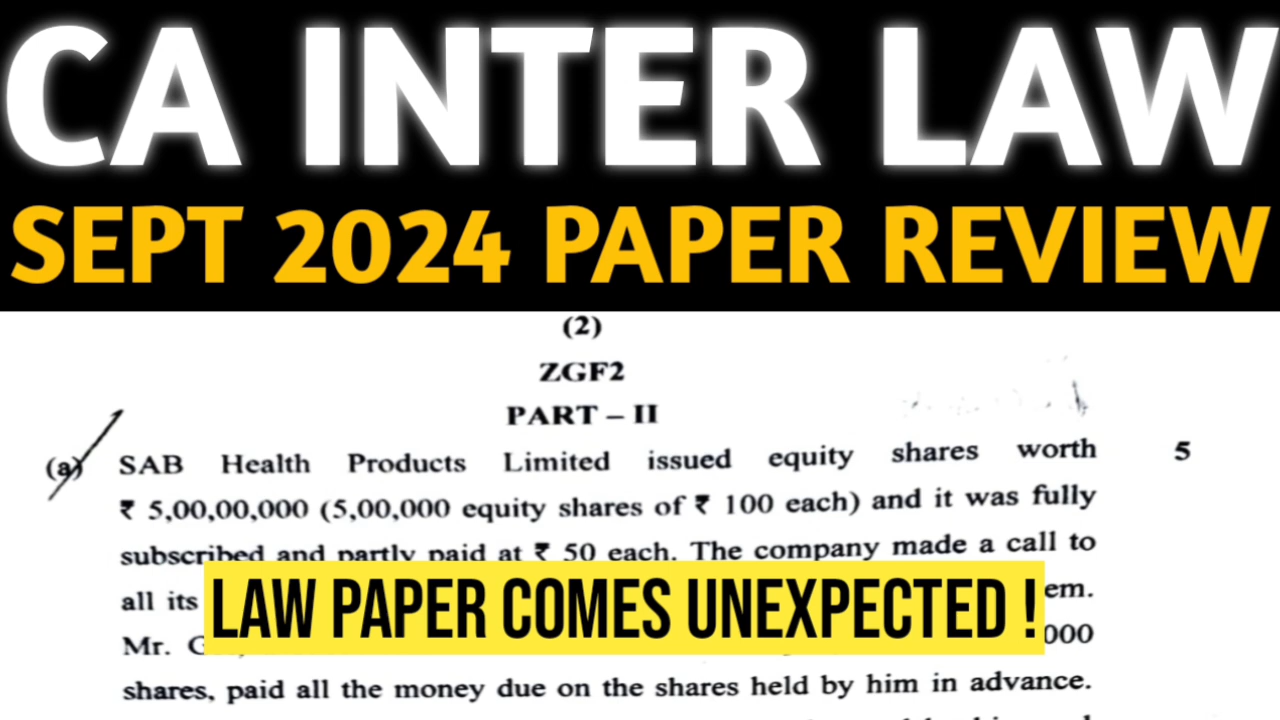 CA INTER LAW
SEPT 2024 PAPER REVIEW
(2)
ZGF2
PART – II
(a) SAB Health Products Limited issued equity shares worth 5
₹ 5,00,00,000 (5,00,000 equity shares of ₹ 100 each) and it was fully
subscribed and partly paid at ₹ 50 each. The company made a call to
all its em.
LAW PAPER COMES UNEXPECTED !
Mr. 000
shares, paid all the money due on the shares held by him in advance.